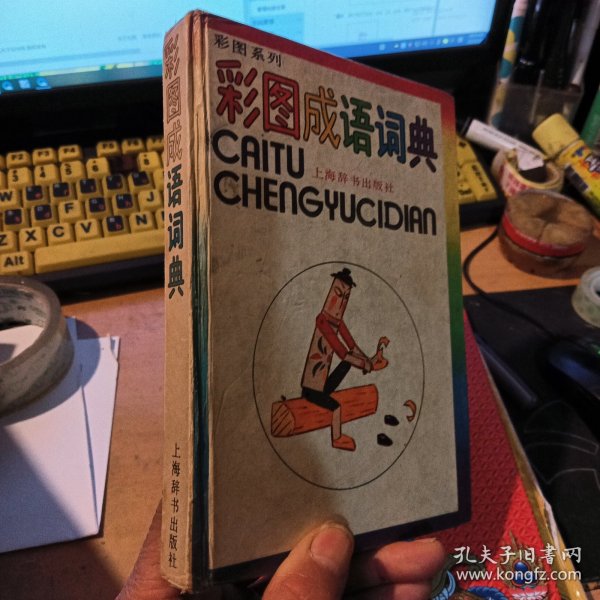 彩图系列
彩图成语词典
CAITU
上海辞书出版社
CHENGYUCIDIAN
彩图成语词典
上海辞书出版社
Alt
孔夫子旧书网
www.kongfz.com